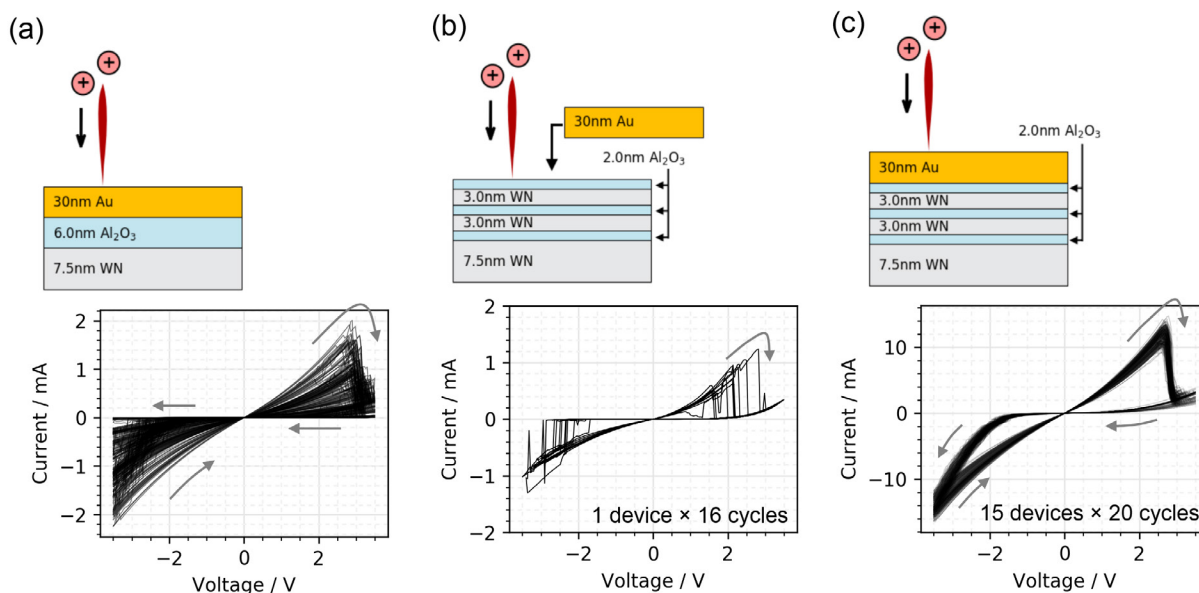 (a)
+
+
30nm Au
6.0nm Al₂O₃
7.5nm WN
2
1
0
−1
−2
Current / mA
−2
0
2
Voltage / V
(b)
+
+
30nm Au
2.0nm Al₂O₃
3.0nm WN
3.0nm WN
7.5nm WN
2
1
0
−1
−2
Current / mA
1 device × 16 cycles
−2
0
2
Voltage / V
(c)
+
+
2.0nm Al₂O₃
30nm Au
3.0nm WN
3.0nm WN
7.5nm WN
10
0
−10
Current / mA
15 devices × 20 cycles
−2
0
2
Voltage / V